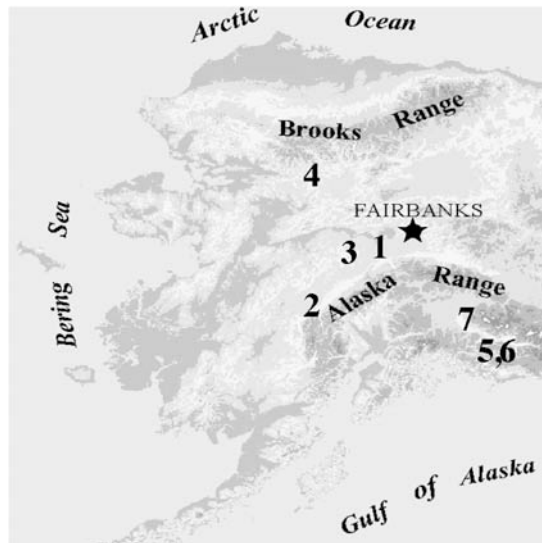 Arctic Ocean
Brooks Range
4
FAIRBANKS
Bering Sea
3 1
Alaska Range
2
7
5,6
Gulf of Alaska